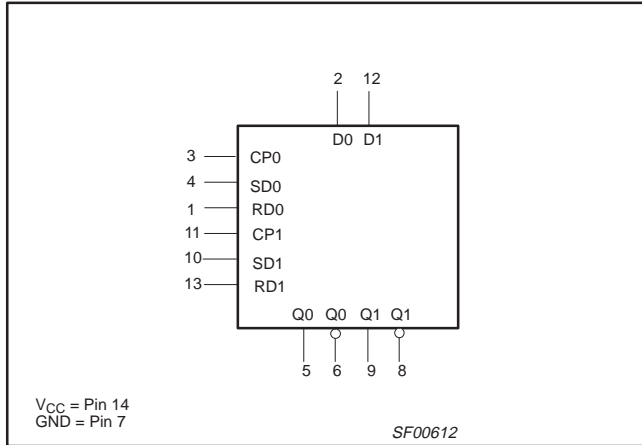 2 12
D0 D1
3 CP0
4 SD0
1 RD0
11 CP1
10 SD1
13 RD1
Q0 Q0 Q1 Q1
5 6 9 8
VCC = Pin 14
GND = Pin 7
SF00612